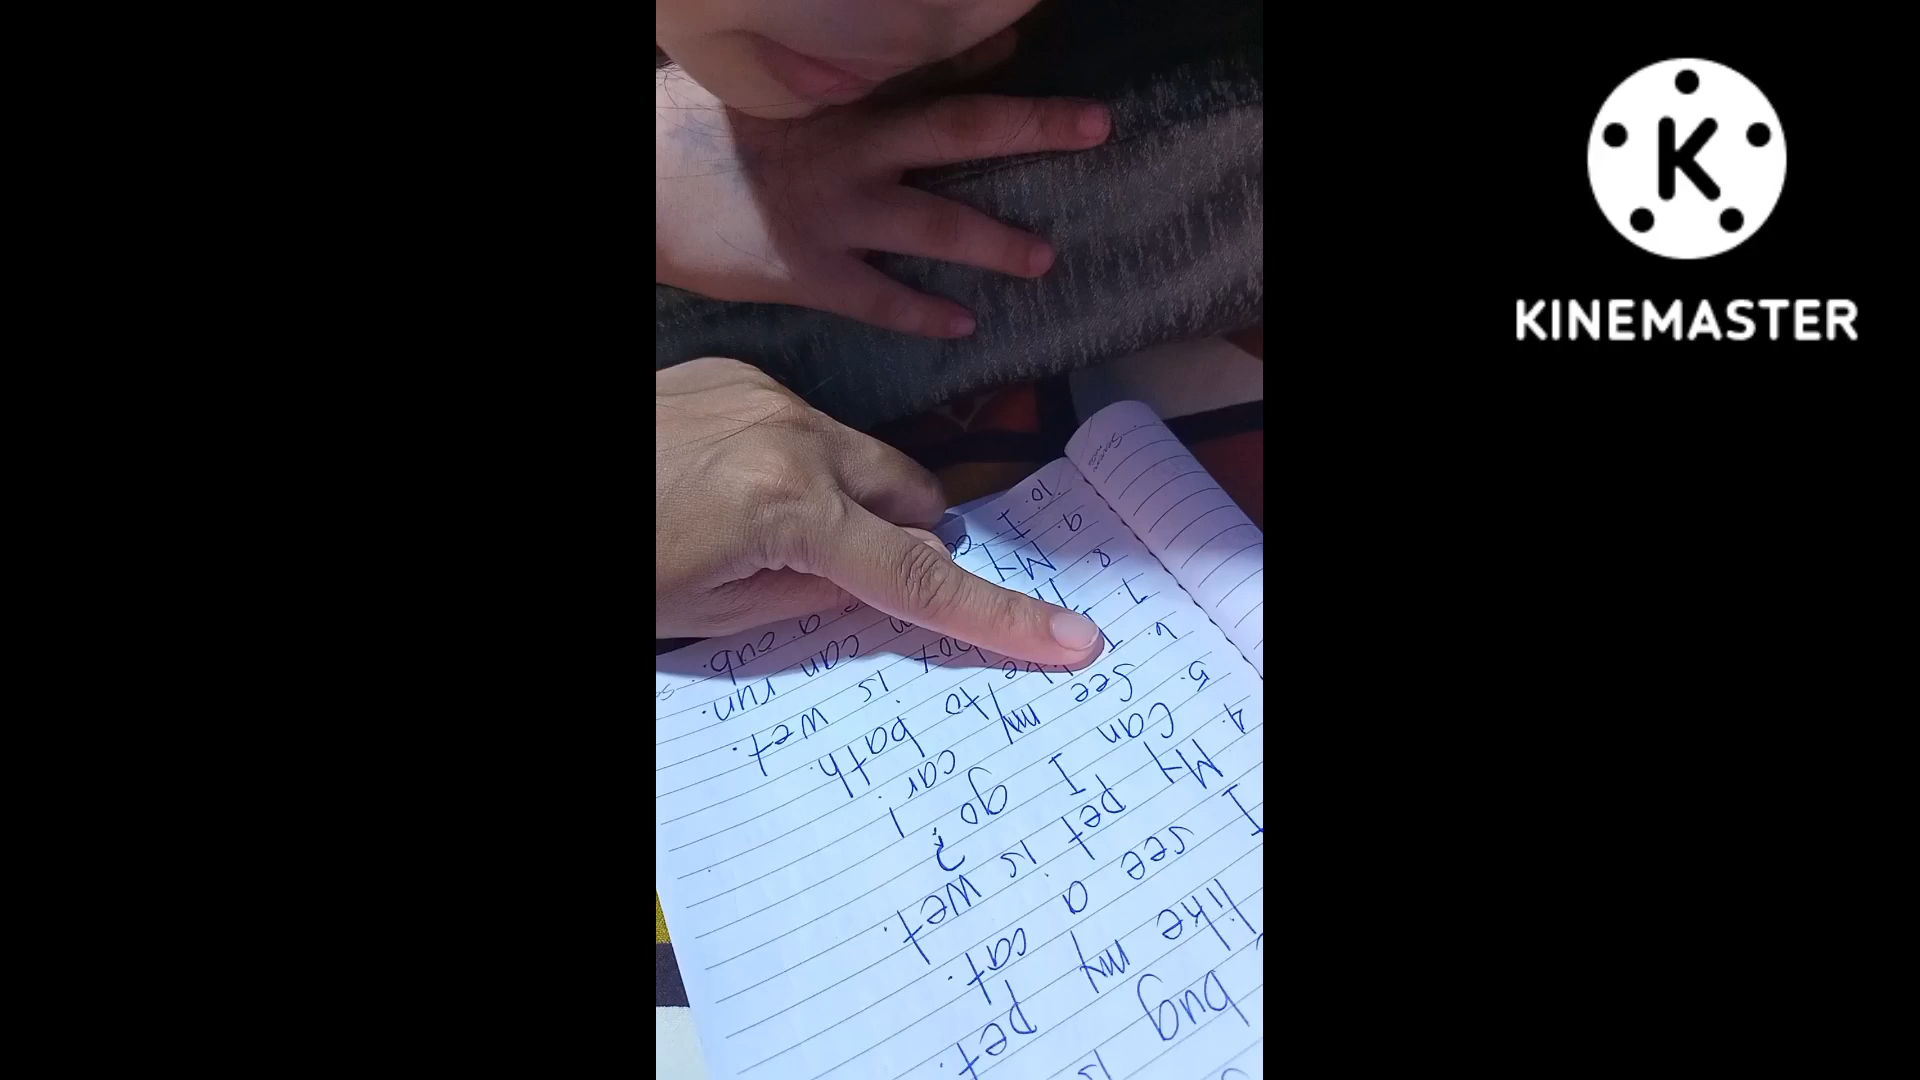 K
KINEMASTER
bug is
like my pet.
I see a cat.
4. My pet is wet.
5. Can I go?
6. See my car!
7. I like to bath.
8. box is wet.
9. My can run.
10. I a cub.